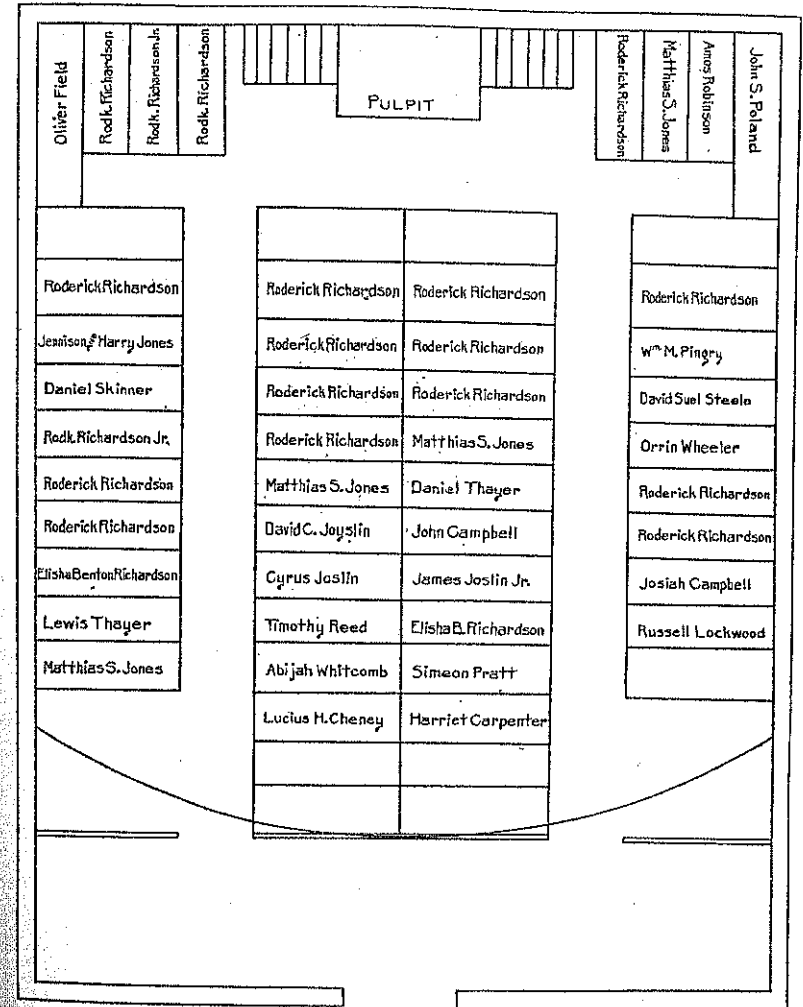 Oliver Field
Rodk. Richardson
Rodk. Richardson Jr.
Rodk. Richardson
PULPIT
Roderick Richardson
Matthias S. Jones
Amos Robinson
John S. Poland
Roderick Richardson
Jennison & Harry Jones
Daniel Skinner
Rodk. Richardson Jr.
Roderick Richardson
Roderick Richardson
Elisha Benton Richardson
Lewis Thayer
Matthias S. Jones
Roderick Richardson
Roderick Richardson
Roderick Richardson
Roderick Richardson
Matthias S. Jones
David C. Joyslin
Cyrus Joslin
Timothy Reed
Abijah Whitcomb
Lucius H. Cheney
Roderick Richardson
Roderick Richardson
Roderick Richardson
Matthias S. Jones
Daniel Thayer
John Campbell
James Joslin Jr.
Elisha B. Richardson
Simeon Pratt
Harriet Carpenter
Roderick Richardson
Wm M. Pingry
David Suel Steele
Orrin Wheeler
Roderick Richardson
Roderick Richardson
Josiah Campbell
Russell Lockwood